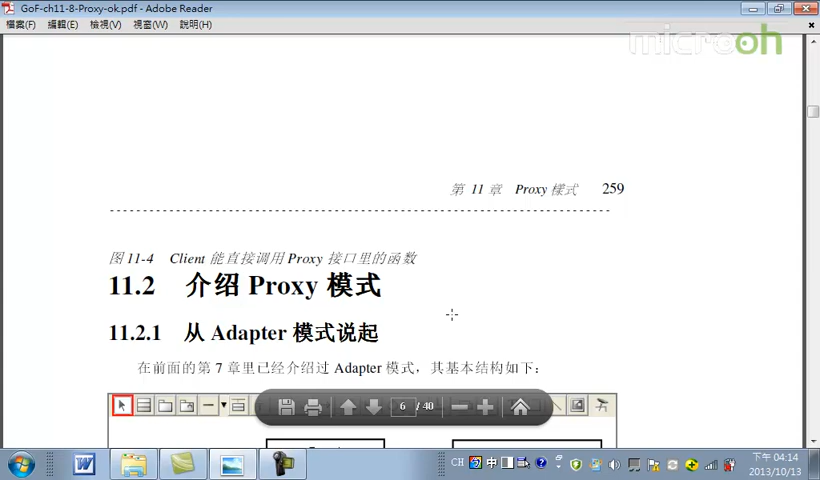 GoF-ch11-8-Proxy-ok.pdf - Adobe Reader
檔案(F) 編輯(E) 檢視(V) 視窗(W) 說明(H)
microoh
第 11 章 Proxy 樣式 259
图 11-4 Client 能直接调用 Proxy 接口里的函数
11.2 介绍 Proxy 模式
11.2.1 从 Adapter 模式说起
在前面的第 7 章里已经介绍过 Adapter 模式，其基本结构如下：
6 / 40
CH 中
下午 04:14
2013/10/13